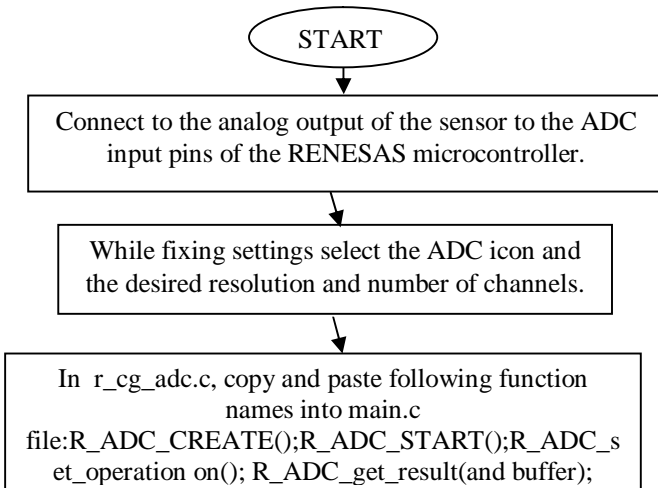 START
Connect to the analog output of the sensor to the ADC
input pins of the RENESAS microcontroller.
While fixing settings select the ADC icon and
the desired resolution and number of channels.
In r_cg_adc.c, copy and paste following function
names into main.c
file:R_ADC_CREATE();R_ADC_START();R_ADC_s
et_operation on(); R_ADC_get_result(and buffer);